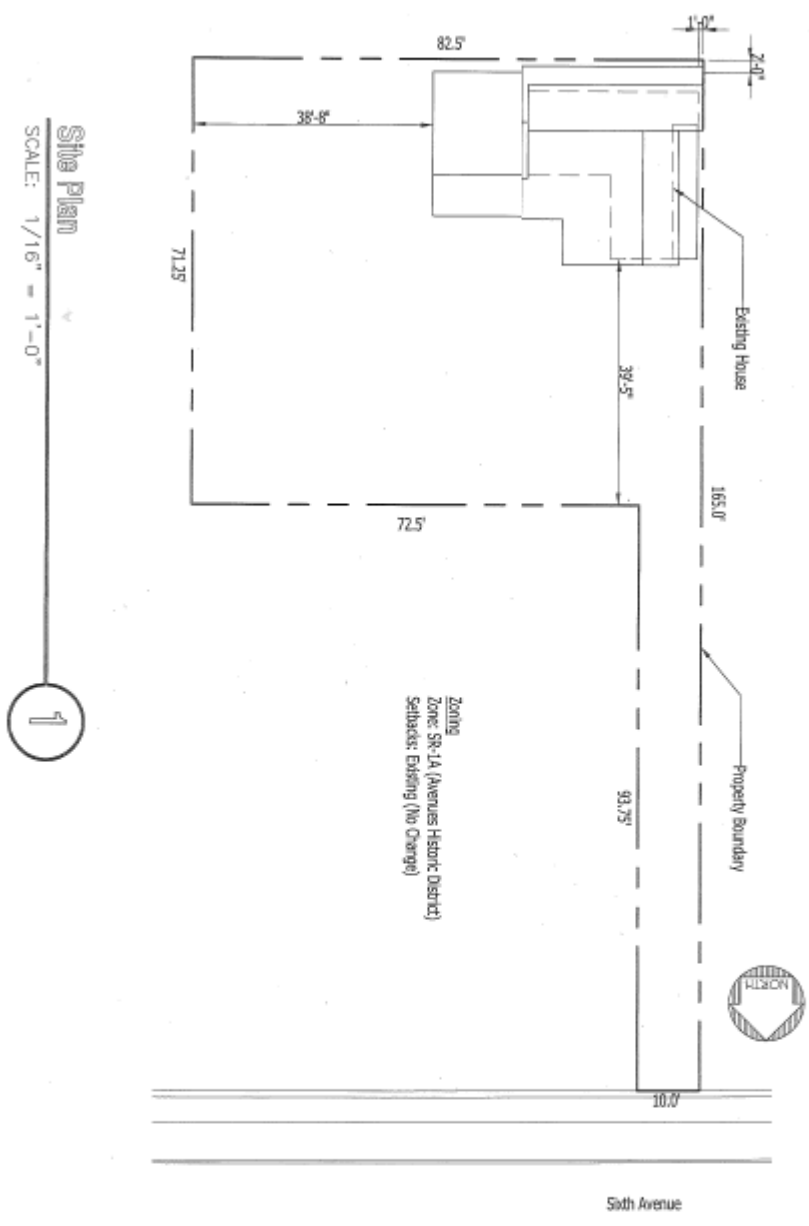 1'-0"
2'-0"
82.5'
38'-8"
Existing House
71.25'
39'-5"
165.0'
72.5'
Zoning
Zone: SR-1A (Avenues Historic District)
Setbacks: Existing (No Change)
93.75'
Property Boundary
NORTH
10.0'
Sixth Avenue
Site Plan
SCALE: 1/16" = 1'-0"
1